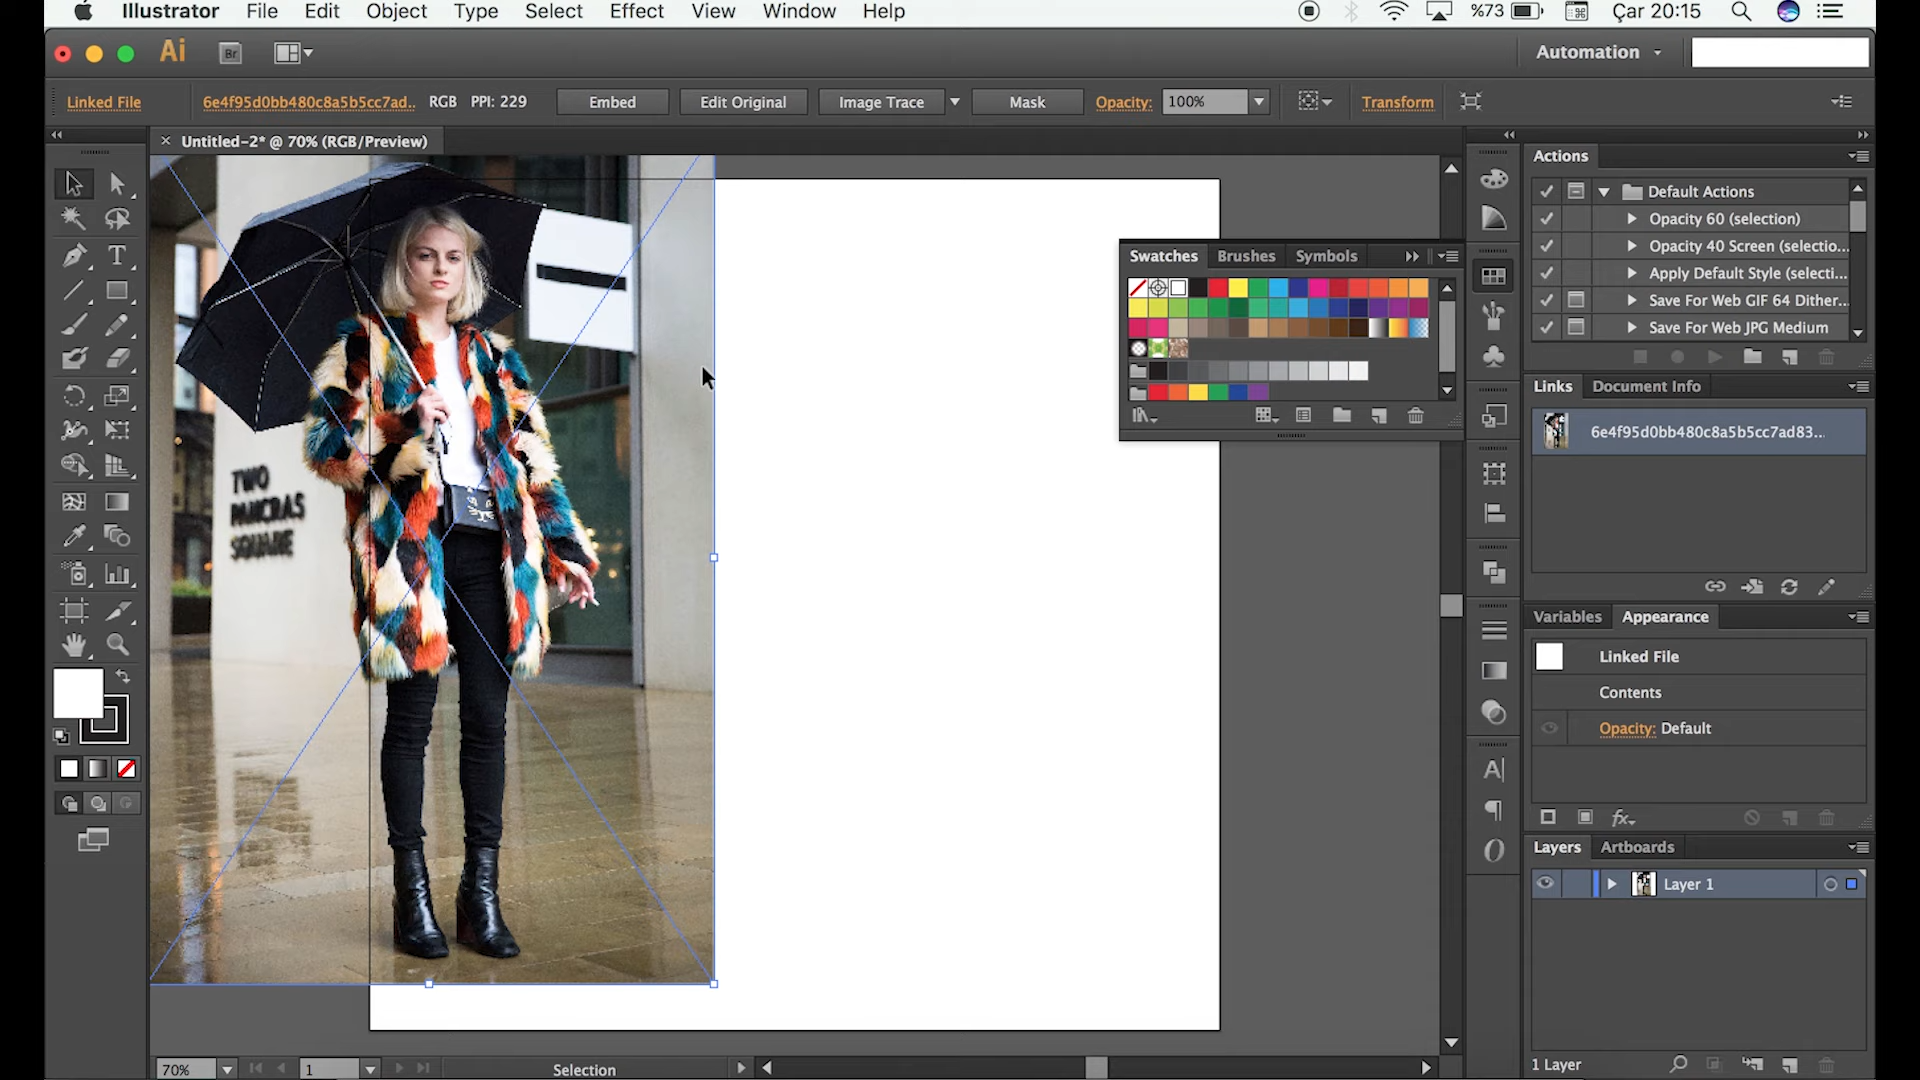 Illustrator File Edit Object Type Select Effect View Window Help %73 Çar 20:15
Ai Br Automation
Linked File 6e4f95d0bb480c8a5b5cc7ad.. RGB PPI: 229 Embed Edit Original Image Trace Mask Opacity: 100% Transform
Untitled-2* @ 70% (RGB/Preview)
Actions
Default Actions
Opacity 60 (selection)
Opacity 40 Screen (selectio...
Apply Default Style (selecti...
Save For Web GIF 64 Dither...
Save For Web JPG Medium
Swatches Brushes Symbols
Links Document Info
6e4f95d0bb480c8a5b5cc7ad83...
TWO
PANCRAS
SQUARE
Variables Appearance
Linked File
Contents
Opacity: Default
fx
Layers Artboards
Layer 1
1 Layer
70% 1 Selection